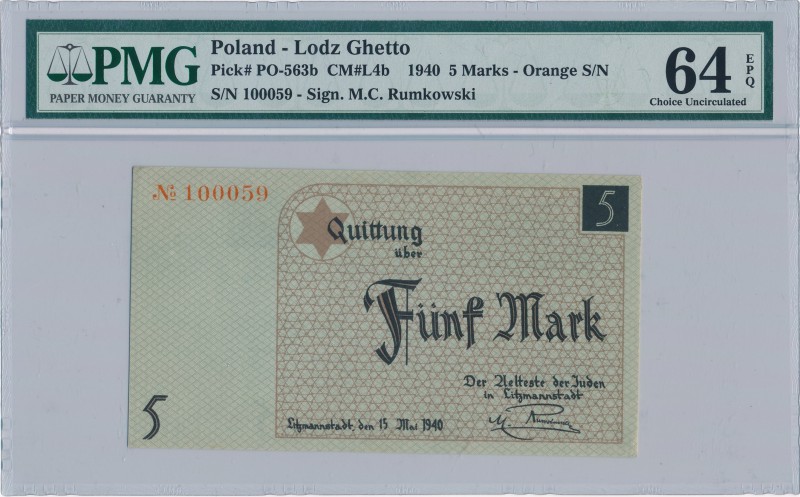 PMG
PAPER MONEY GUARANTY
Poland - Lodz Ghetto
Pick# PO-563b CM#L4b 1940 5 Marks - Orange S/N
S/N 100059 - Sign. M.C. Rumkowski
64 EPQ
Choice Uncirculated
№ 100059
5
Quittung
über
Fünf Mark
Der Aelteste der Juden
in Litzmannstadt
5
Litzmannstadt, den 15 Mai 1940
M. Rumkowski